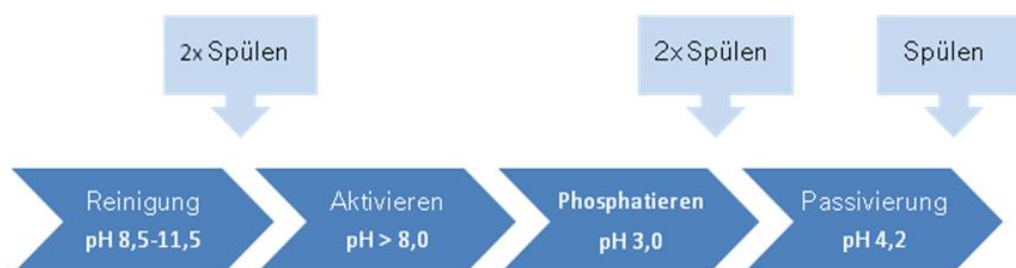 2x Spülen
2x Spülen
Spülen
Reinigung
pH 8,5-11,5
Aktivieren
pH > 8,0
Phosphatieren
pH 3,0
Passivierung
pH 4,2